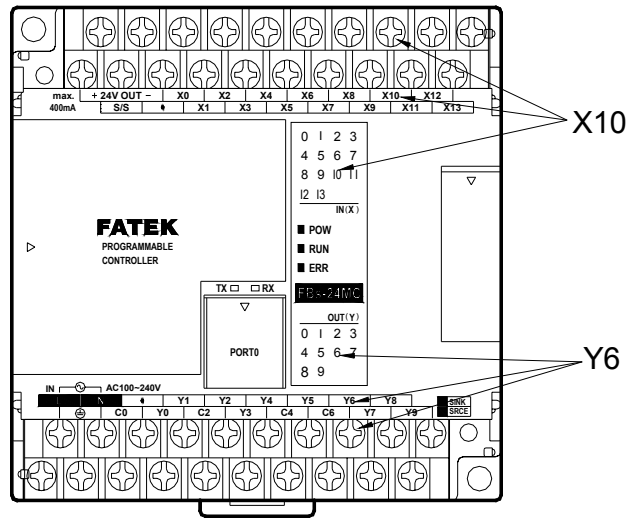 max. + 24V OUT − X0 X2 X4 X6 X8 X10 X12
400mA S/S X1 X3 X5 X7 X9 X11 X13
X10
0 1 2 3
4 5 6 7
8 9 10 11
12 13
IN(X)
FATEK
PROGRAMMABLE
CONTROLLER
POW
RUN
ERR
TX RX
FBs-24MC
OUT(Y)
0 1 2 3
4 5 6 7
8 9
PORT0
Y6
IN AC100~240V
N Y1 Y2 Y4 Y5 Y6 Y8 SINK
C0 Y0 C2 Y3 C4 C6 Y7 Y9 SRCE